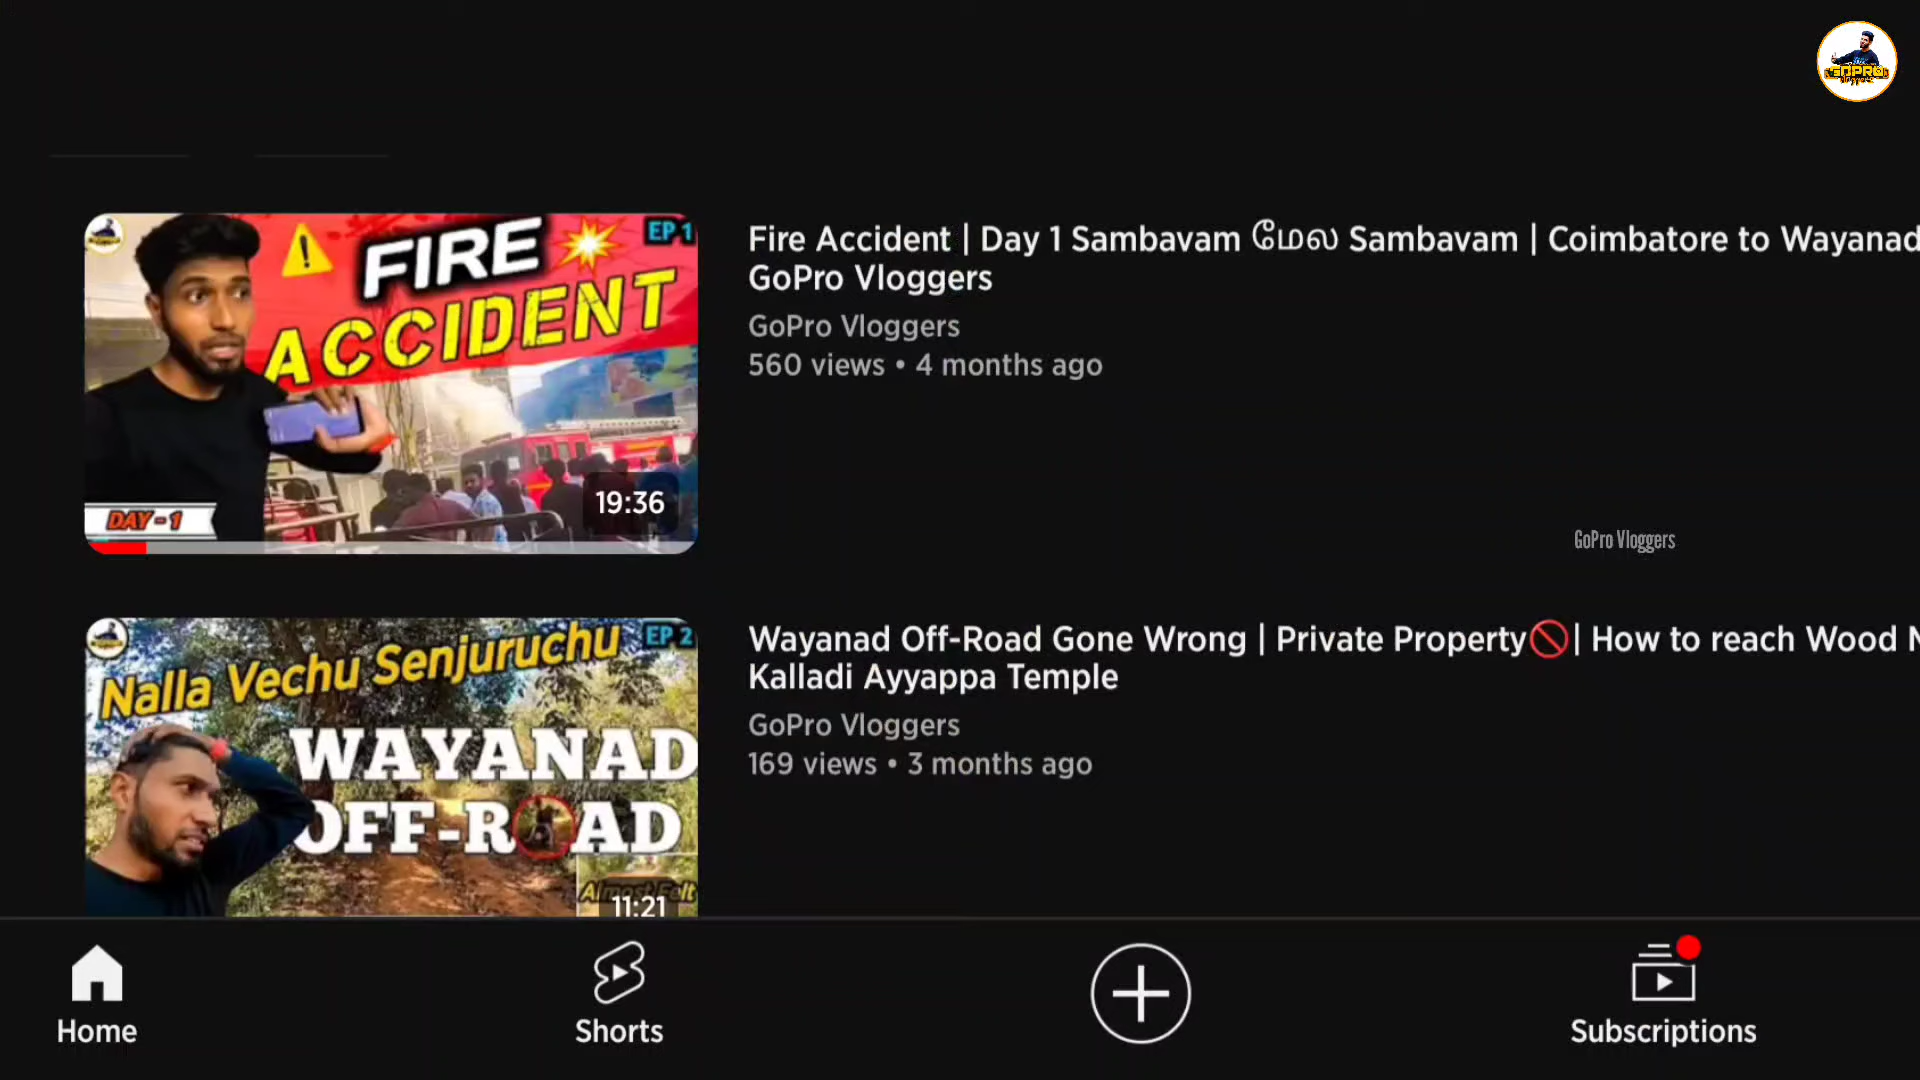 GOPRO
EP 1
FIRE
ACCIDENT
DAY - 1
19:36
Fire Accident | Day 1 Sambavam மேல Sambavam | Coimbatore to Wayanad
GoPro Vloggers
GoPro Vloggers
560 views • 4 months ago
GoPro Vloggers
EP 2
Nalla Vechu Senjuruchu
WAYANAD
OFF-ROAD
Almost Felt
11:21
Wayanad Off-Road Gone Wrong | Private Property🚫| How to reach Wood
Kalladi Ayyappa Temple
GoPro Vloggers
169 views • 3 months ago
Home
Shorts
Subscriptions